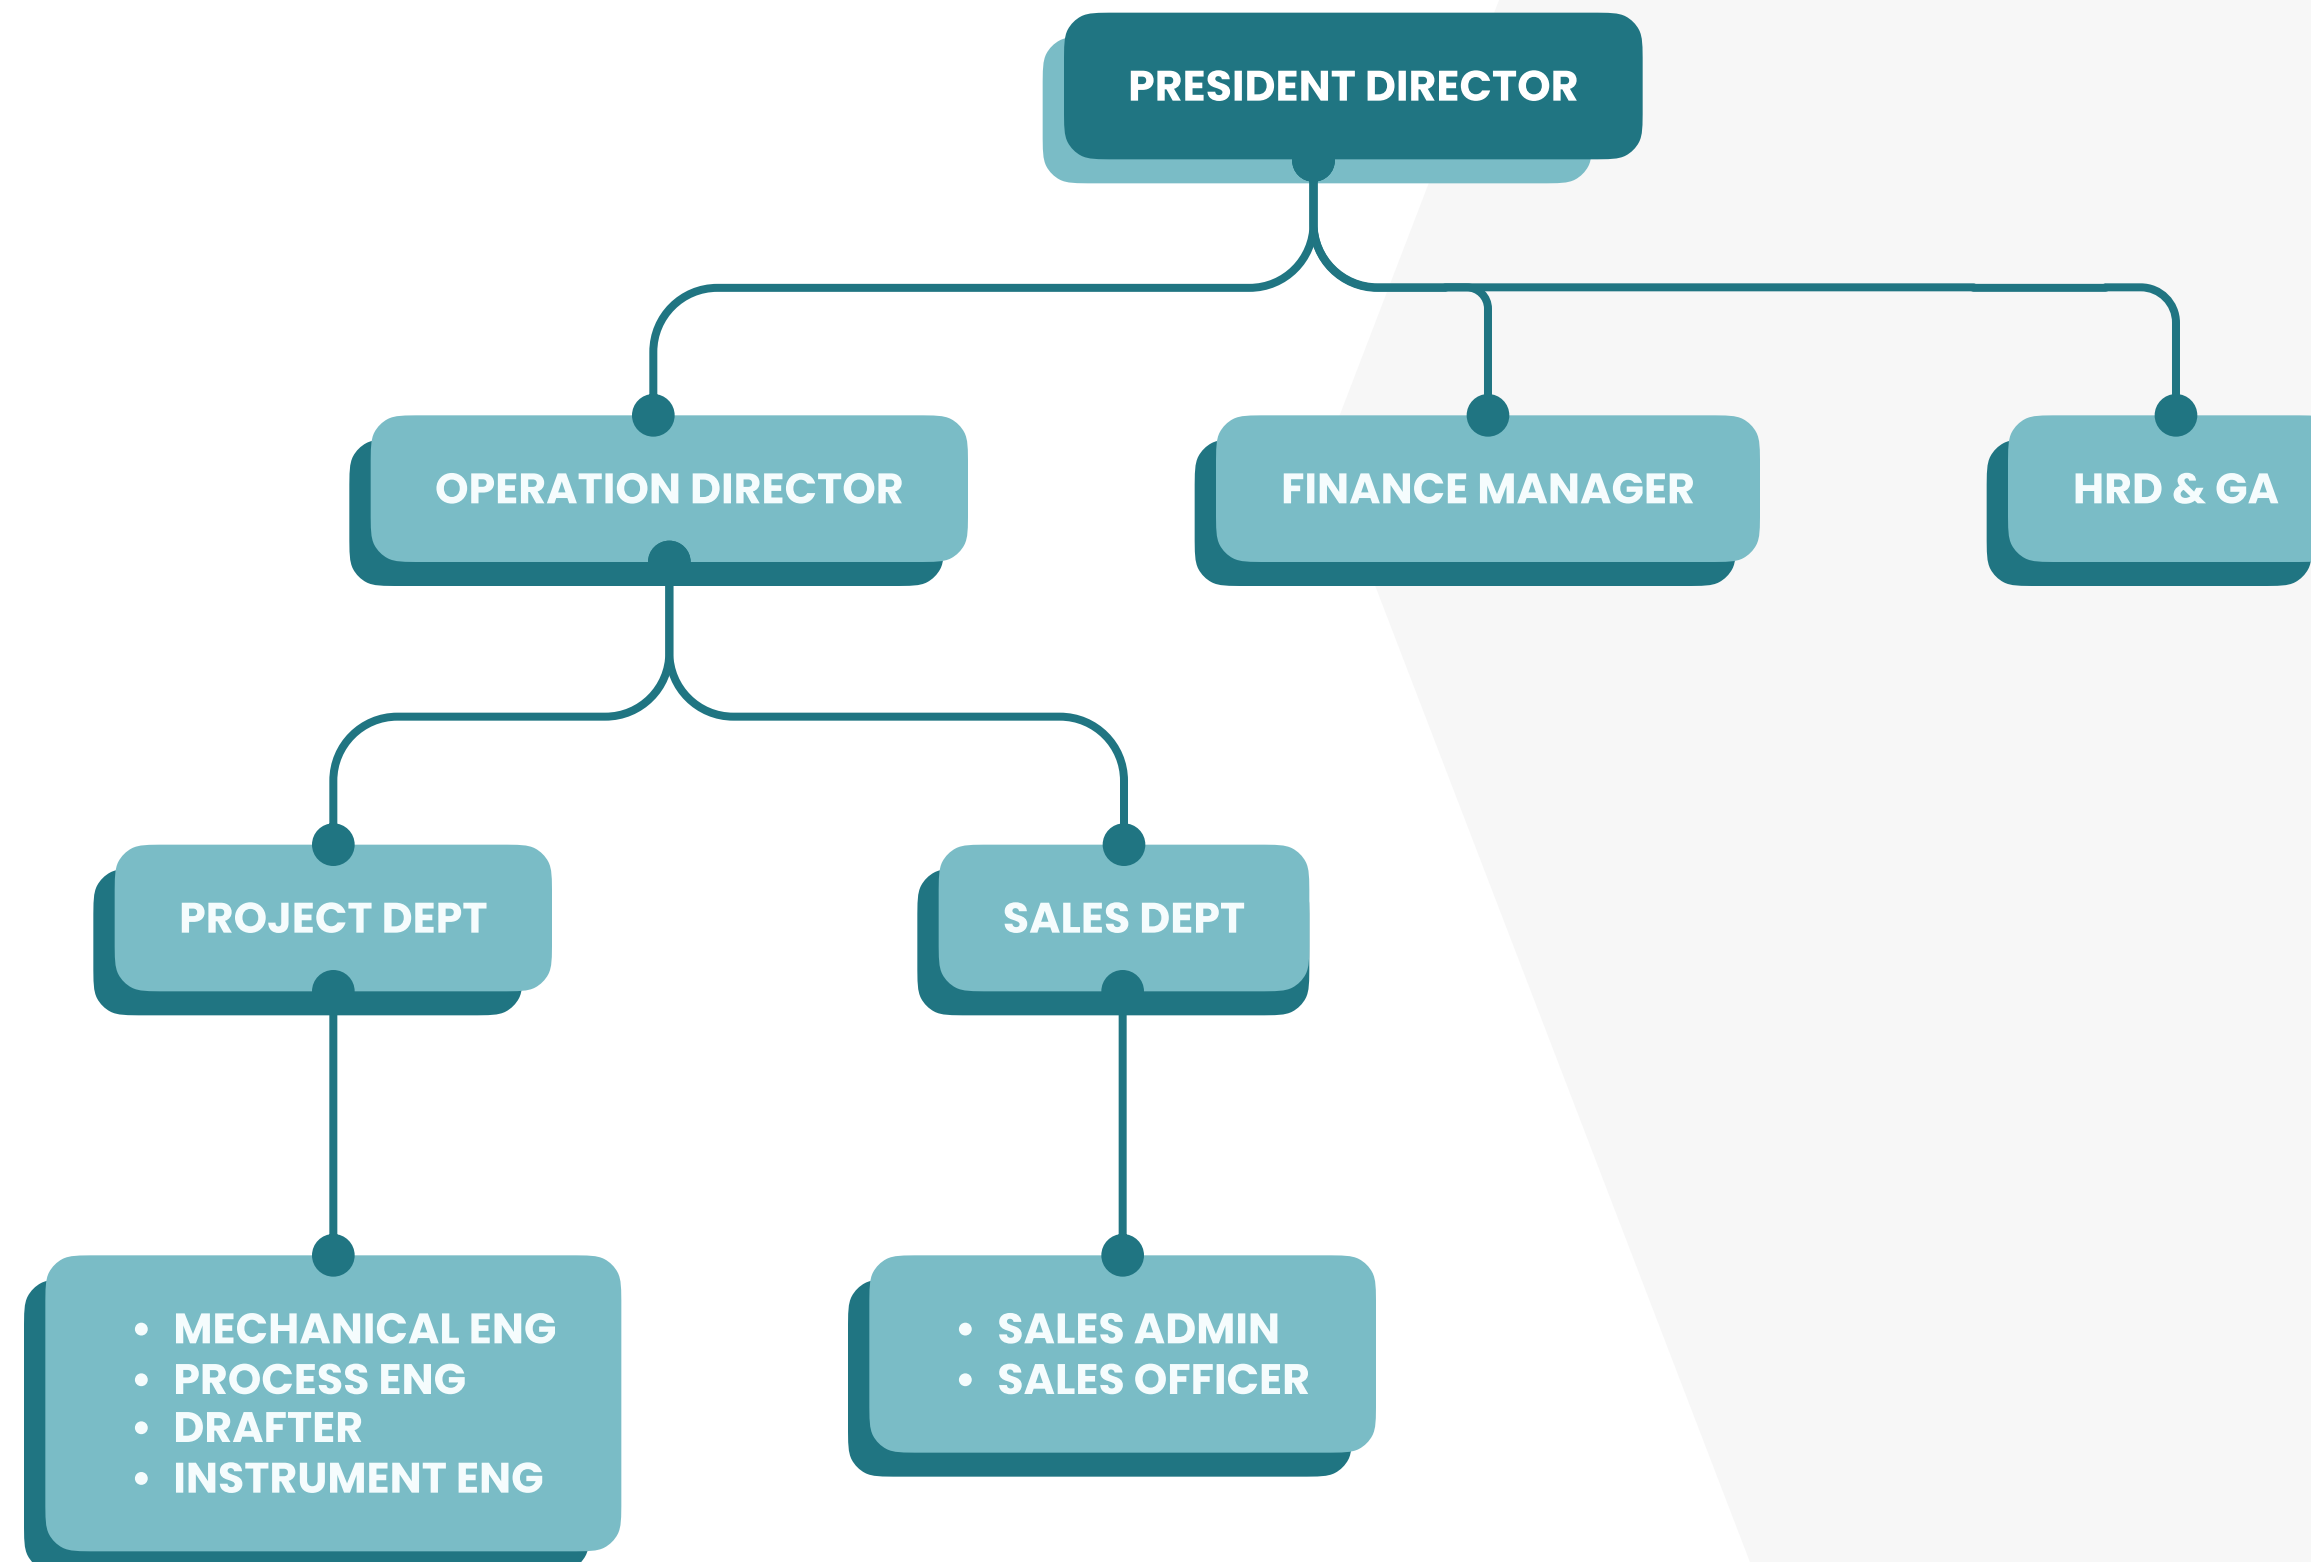 PRESIDENT DIRECTOR
OPERATION DIRECTOR
FINANCE MANAGER
HRD & GA
PROJECT DEPT
SALES DEPT
• MECHANICAL ENG
• PROCESS ENG
• DRAFTER
• INSTRUMENT ENG
• SALES ADMIN
• SALES OFFICER